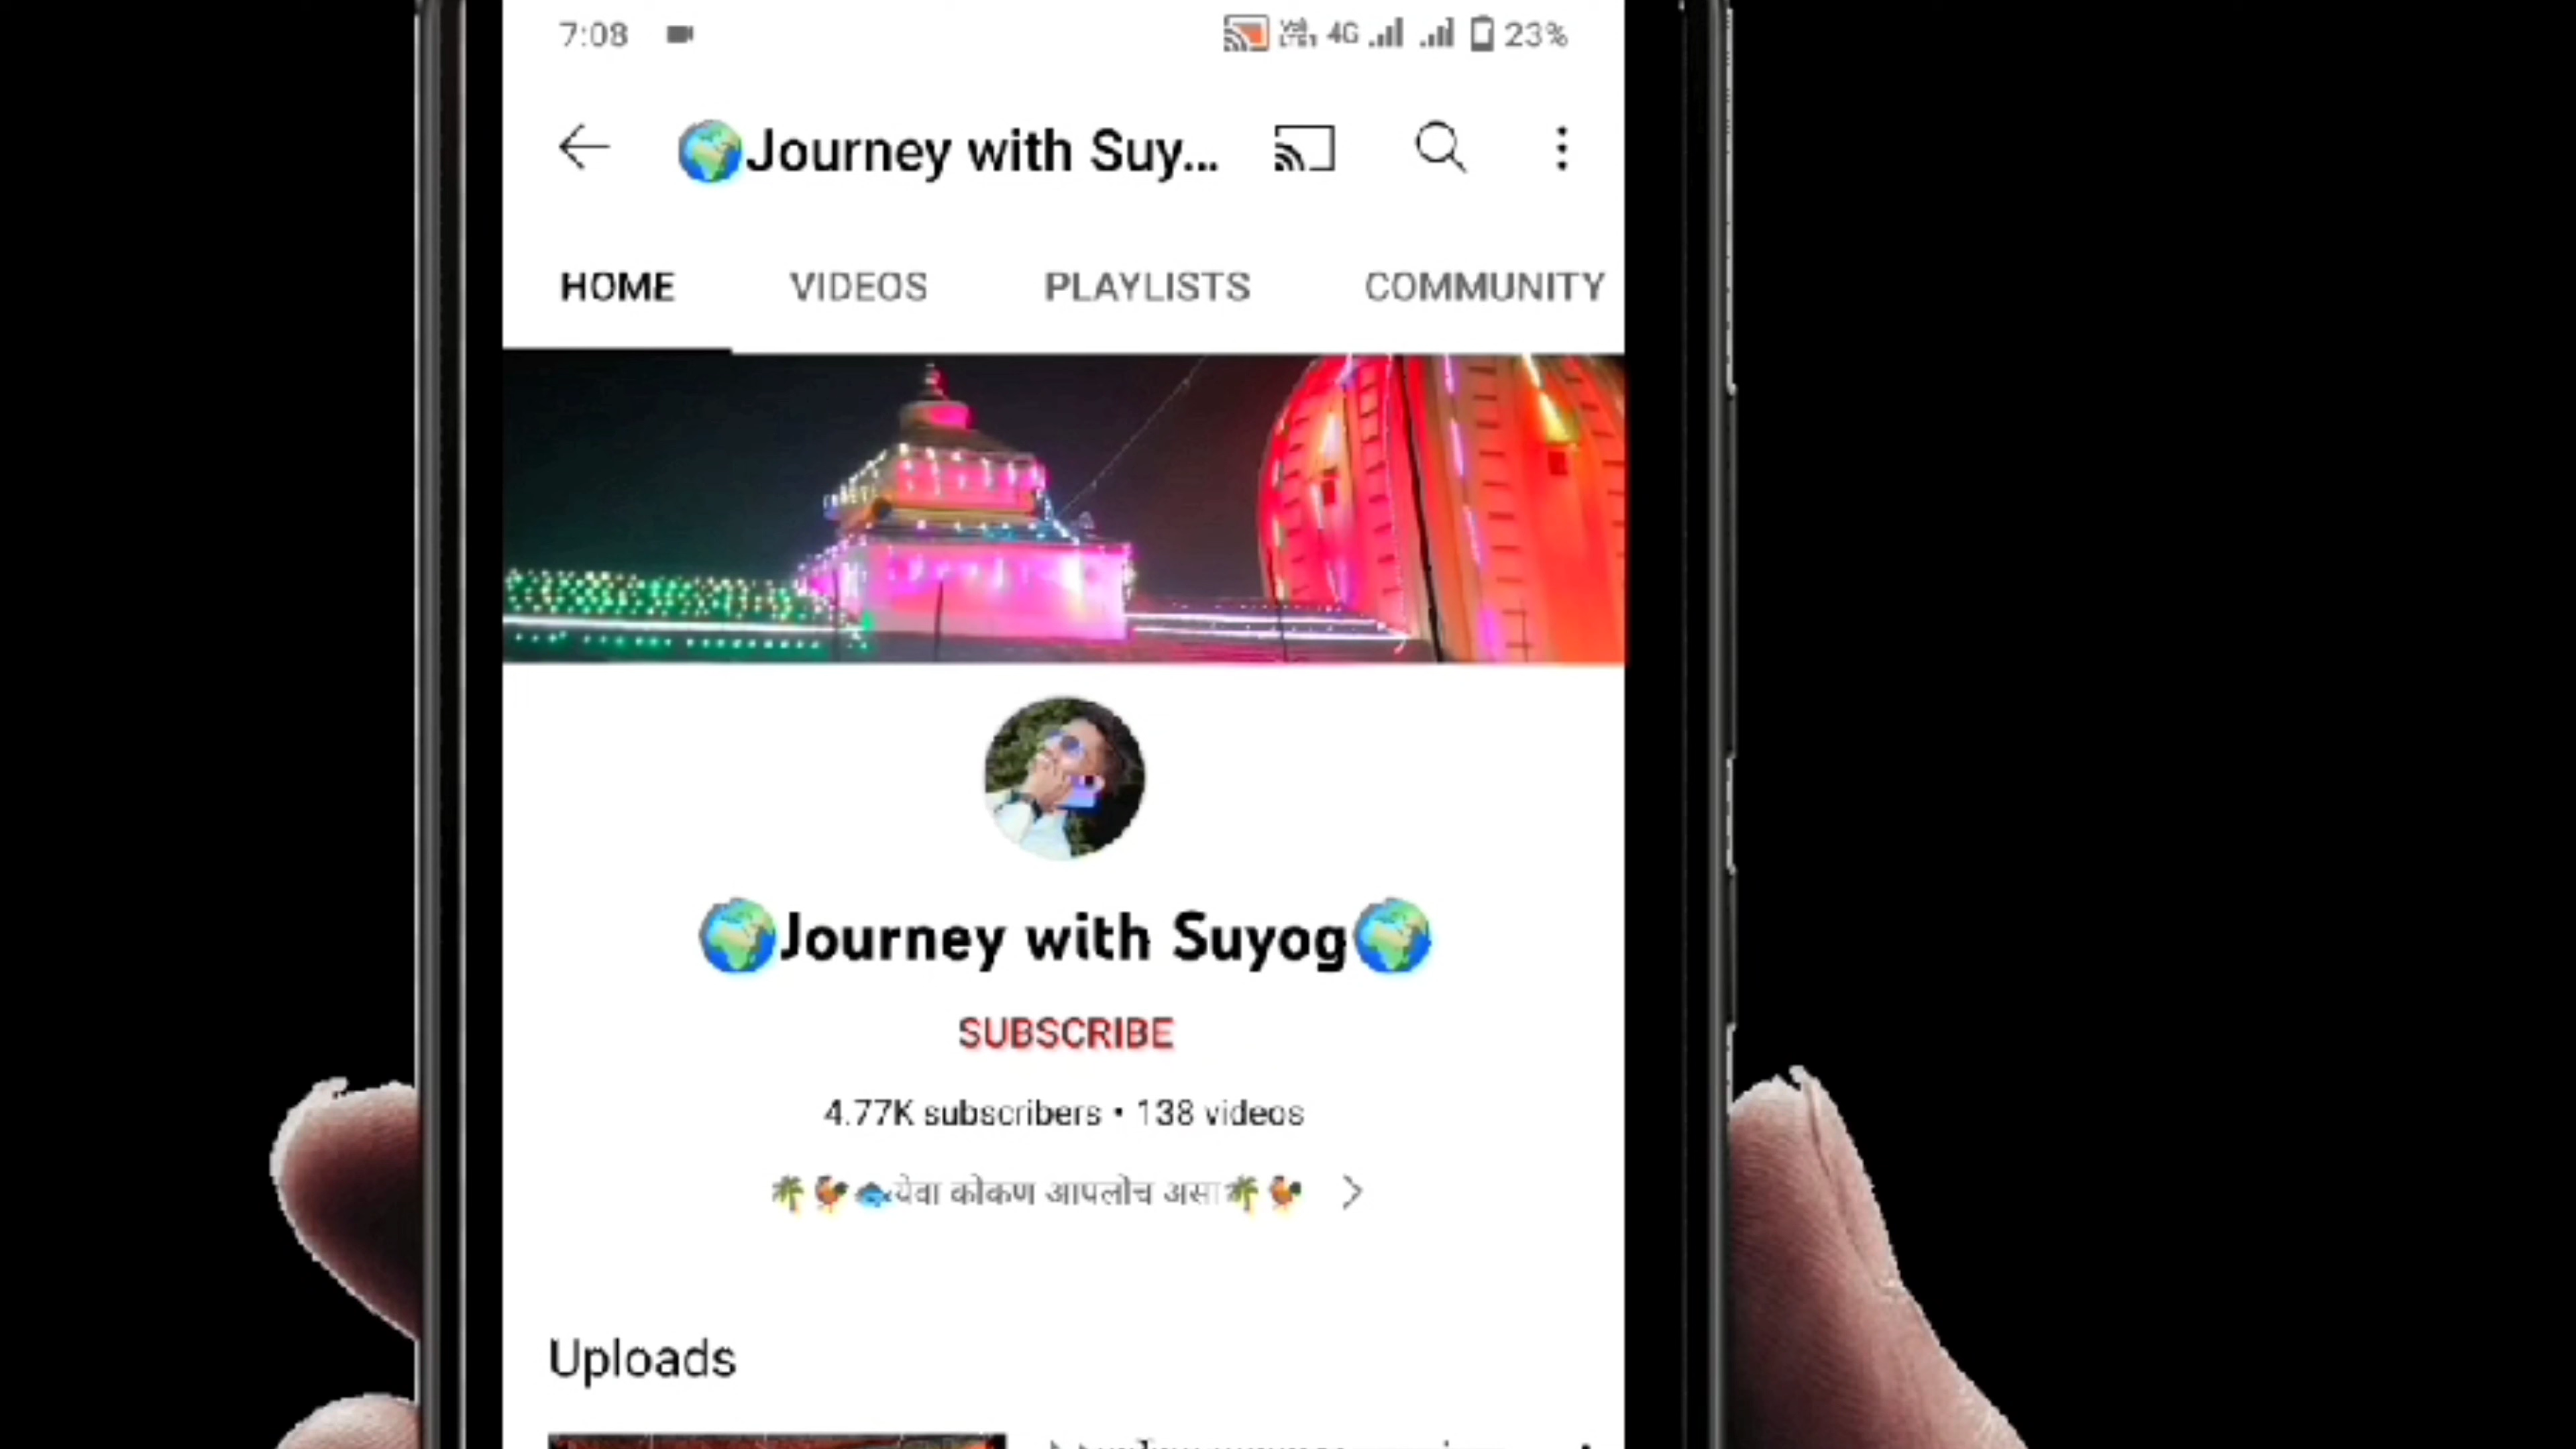 7:08 4G 23%
🌍Journey with Suy...
HOME VIDEOS PLAYLISTS COMMUNITY
🌍Journey with Suyog🌍
SUBSCRIBE
4.77K subscribers • 138 videos
🌴🐓🐟येवा कोकण आपलोच असा🌴🐓
Uploads